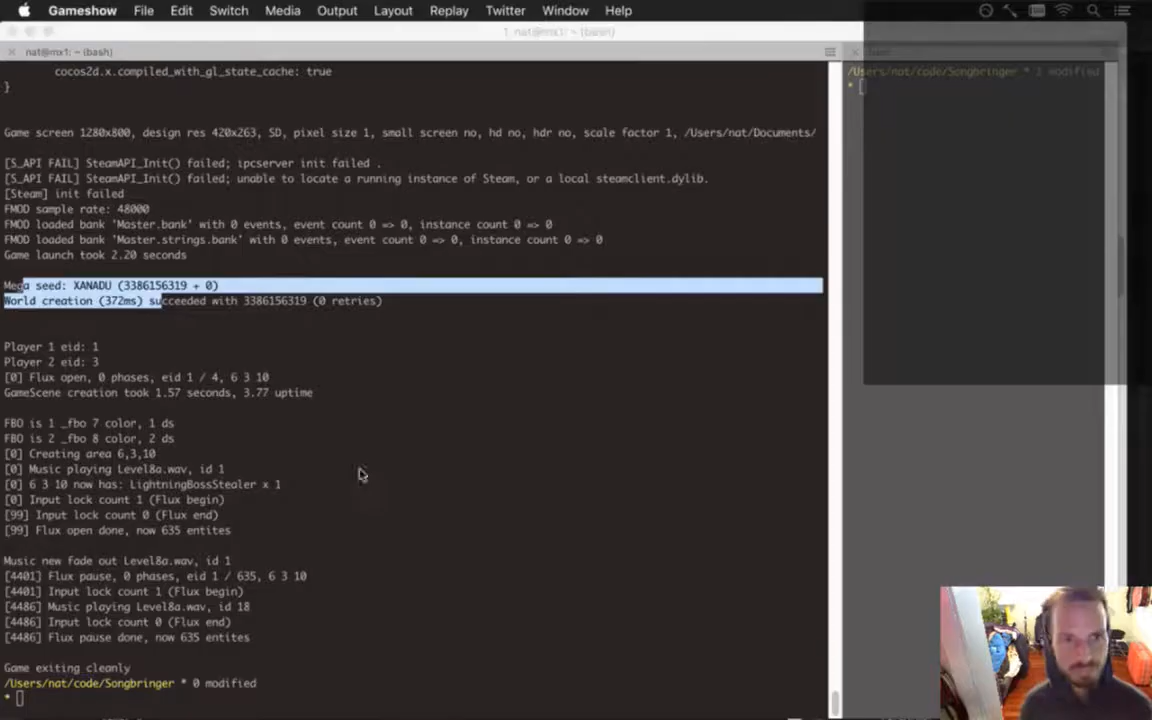 Gameshow File Edit Switch Media Output Layout Replay Twitter Window Help
1. nat@mx1: ~ (bash)
nat@mx1: ~ (bash)
cocos2d.x.compiled_with_gl_state_cache: true
}
/Users/nat/code/Songbringer * 1 modified
*
Game screen 1280x800, design res 420x263, SD, pixel size 1, small screen no, hd no, hdr no, scale factor 1, /Users/nat/Documents/
[S_API FAIL] SteamAPI_Init() failed; ipcserver init failed .
[S_API FAIL] SteamAPI_Init() failed; unable to locate a running instance of Steam, or a local steamclient.dylib.
[Steam] init failed
FMOD sample rate: 48000
FMOD loaded bank 'Master.bank' with 0 events, event count 0 => 0, instance count 0 => 0
FMOD loaded bank 'Master.strings.bank' with 0 events, event count 0 => 0, instance count 0 => 0
Game launch took 2.20 seconds
Mega seed: XANADU (3386156319 + 0)
World creation (372ms) succeeded with 3386156319 (0 retries)
Player 1 eid: 1
Player 2 eid: 3
[0] Flux open, 0 phases, eid 1 / 4, 6 3 10
GameScene creation took 1.57 seconds, 3.77 uptime
FBO is 1 _fbo 7 color, 1 ds
FBO is 2 _fbo 8 color, 2 ds
[0] Creating area 6,3,10
[0] Music playing Level8a.wav, id 1
[0] 6 3 10 now has: LightningBossStealer x 1
[0] Input lock count 1 (Flux begin)
[99] Input lock count 0 (Flux end)
[99] Flux open done, now 635 entites
Music new fade out Level8a.wav, id 1
[4401] Flux pause, 0 phases, eid 1 / 635, 6 3 10
[4401] Input lock count 1 (Flux begin)
[4486] Music playing Level8a.wav, id 18
[4486] Input lock count 0 (Flux end)
[4486] Flux pause done, now 635 entites
Game exiting cleanly
/Users/nat/code/Songbringer * 0 modified
*